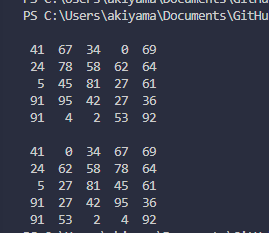 PS C:\Users\akiyama\Documents\GitHu
PS C:\Users\akiyama\Documents\GitHu
41 67 34 0 69
24 78 58 62 64
5 45 81 27 61
91 95 42 27 36
91 4 2 53 92
41 0 34 67 69
24 62 58 78 64
5 27 81 45 61
91 27 42 95 36
91 53 2 4 92